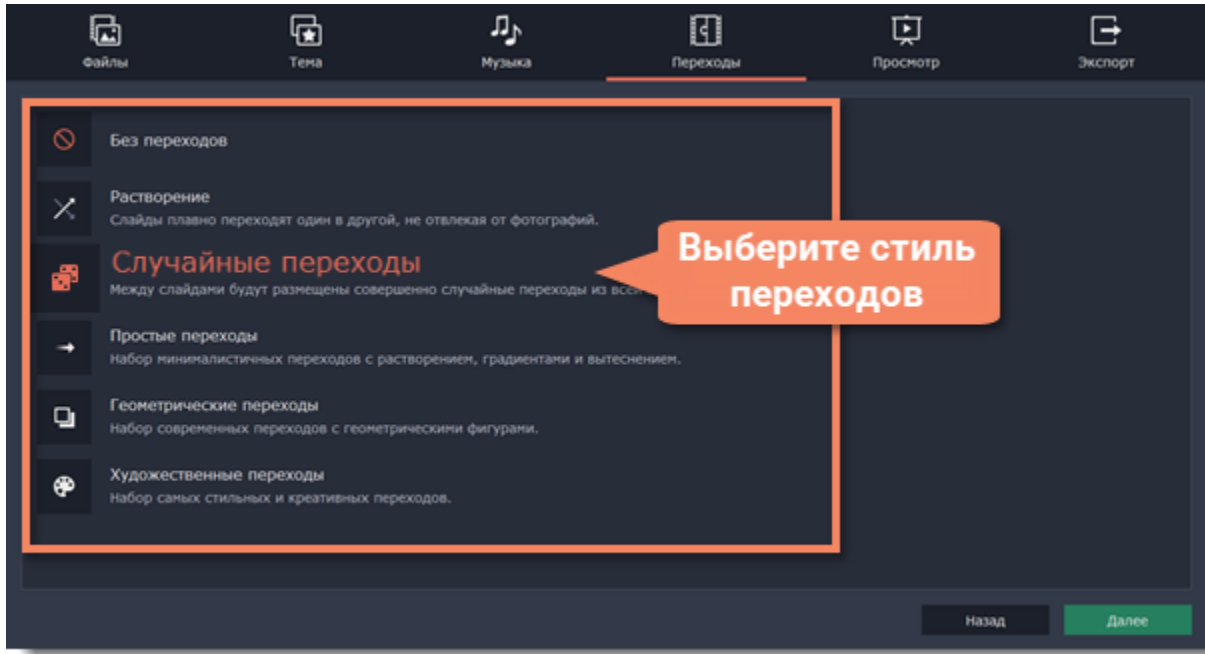 Файлы
Тема
Музыка
Переходы
Просмотр
Экспорт
Без переходов
Растворение
Слайды плавно переходят один в другой, не отвлекая от фотографий.
Случайные переходы
Между слайдами будут размещены совершенно случайные переходы из всей
Выберите стиль
переходов
Простые переходы
Набор минималистичных переходов с растворением, градиентами и вытеснением.
Геометрические переходы
Набор современных переходов с геометрическими фигурами.
Художественные переходы
Набор самых стильных и креативных переходов.
Назад
Далее